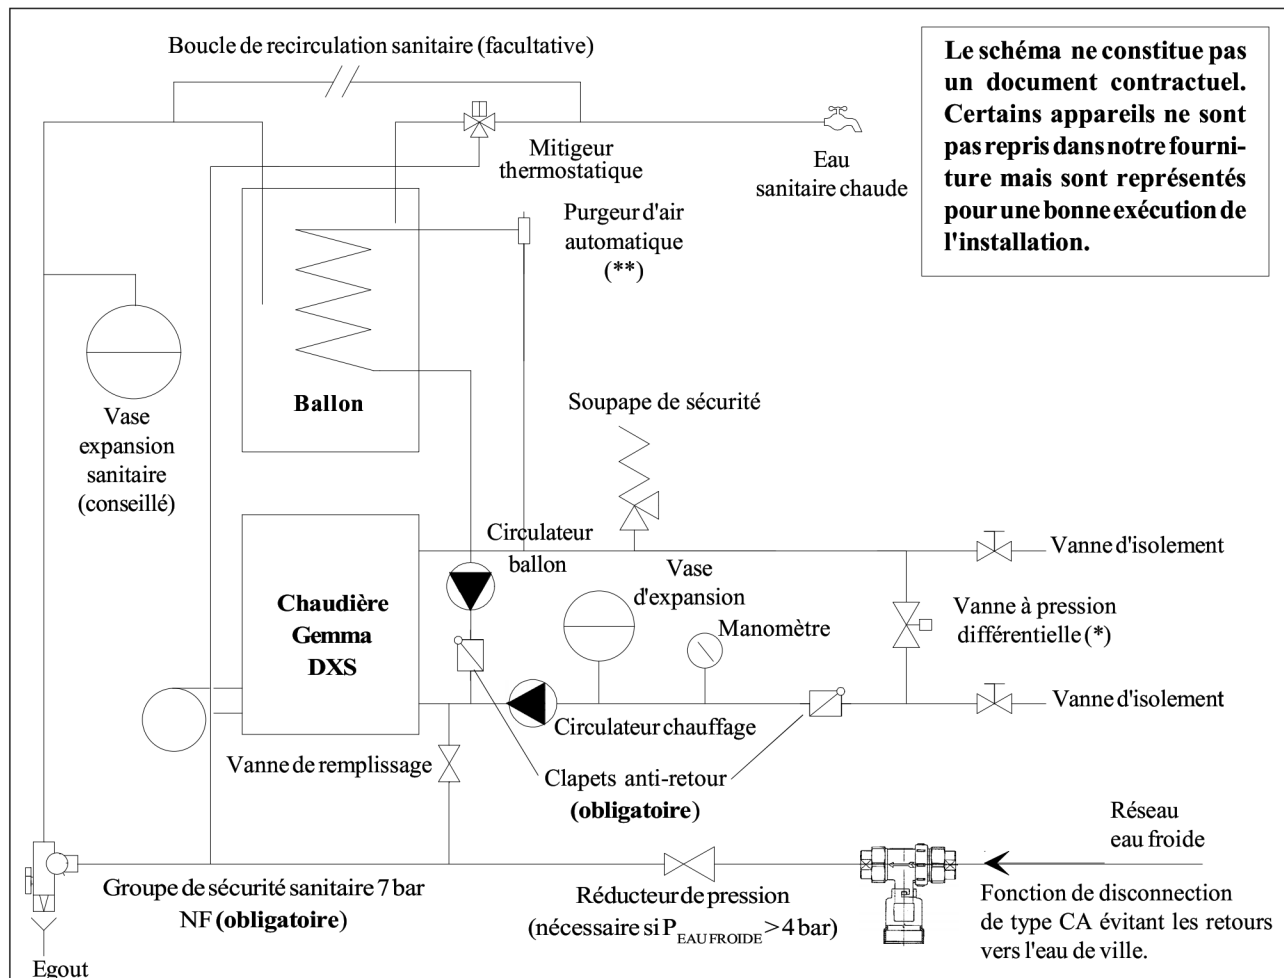 Boucle de recirculation sanitaire (facultative)
Le schéma ne constitue pas
un document contractuel.
Certains appareils ne sont
pas repris dans notre fourni-
ture mais sont représentés
pour une bonne exécution de
l'installation.
Mitigeur
thermostatique
Eau
sanitaire chaude
Purgeur d'air
automatique
(**)
Ballon
Vase
expansion
sanitaire
(conseillé)
Soupape de sécurité
Circulateur
ballon
Vase
d'expansion
Manomètre
Vanne d'isolement
Vanne à pression
différentielle (*)
Chaudière
Gemma
DXS
Vanne d'isolement
Circulateur chauffage
Vanne de remplissage
Clapets anti-retour
(obligatoire)
Réseau
eau froide
Groupe de sécurité sanitaire 7 bar
NF (obligatoire)
Réducteur de pression
(nécessaire si P EAU FROIDE > 4 bar)
Fonction de disconnection
de type CA évitant les retours
vers l'eau de ville.
Egout